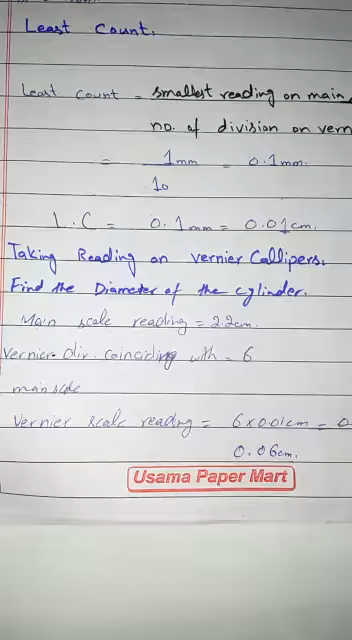 Least Count.
Least Count = smallest reading on main
no. of division on vern
= 1mm = 0.1mm.
10
L.C = 0.1mm = 0.01cm.
Taking Reading on vernier Callipers.
Find the Diameter of the cylinder.
Main scale reading = 2.2cm.
Vernier div. Coinciding with = 6
main scale
Vernier scale reading = 6x0.01cm = 0
0.06cm.
Usama Paper Mart